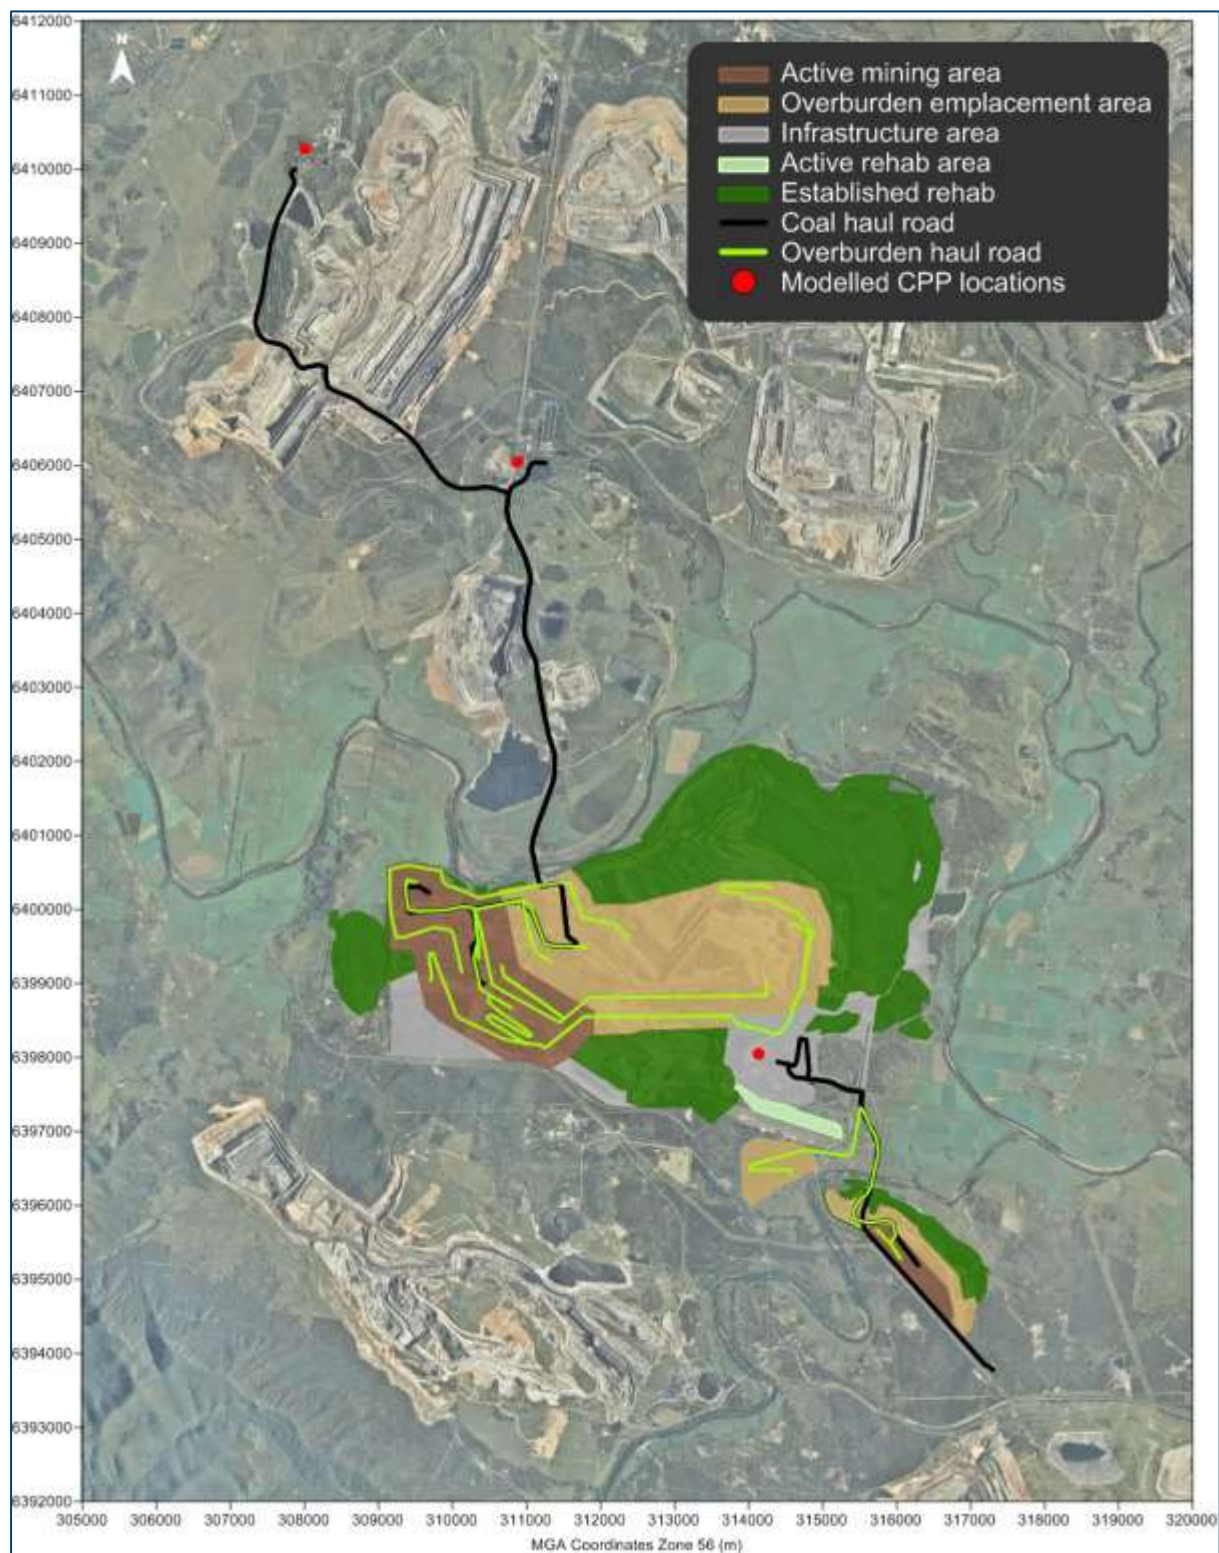 N
Active mining area
Overburden emplacement area
Infrastructure area
Active rehab area
Established rehab
Coal haul road
Overburden haul road
Modelled CPP locations
6412000
6411000
6410000
6409000
6408000
6407000
6406000
6405000
6404000
6403000
6402000
6401000
6400000
6399000
6398000
6397000
6396000
6395000
6394000
6393000
6392000
305000 306000 307000 308000 309000 310000 311000 312000 313000 314000 315000 316000 317000 318000 319000 320000
MGA Coordinates Zone 56 (m)